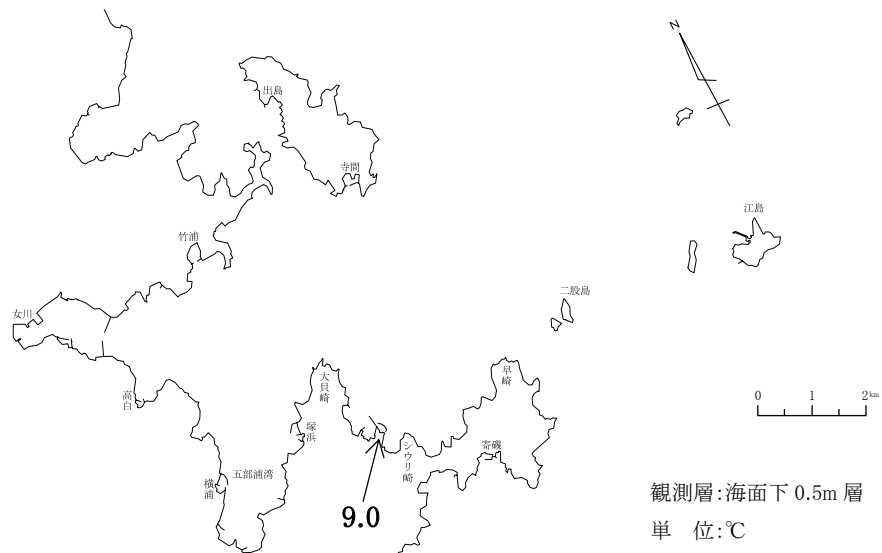 N
出島
寺間
江島
竹浦
二股島
女川
大貝崎
早崎
高白
0 1 2km
塚浜
シウリ崎
寄磯
五部浦湾
横浦
9.0
観測層:海面下 0.5m 層
単 位:℃